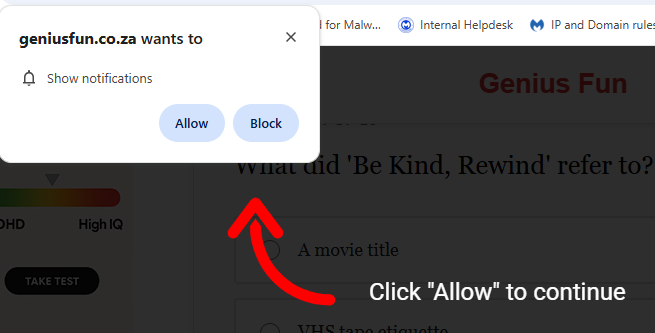 geniusfun.co.za wants to
Show notifications
Allow
Block
for Malw...
Internal Helpdesk
IP and Domain rules
Genius Fun
What did 'Be Kind, Rewind' refer to?
DHD
High IQ
TAKE TEST
A movie title
Click "Allow" to continue
VHS tape etiquette